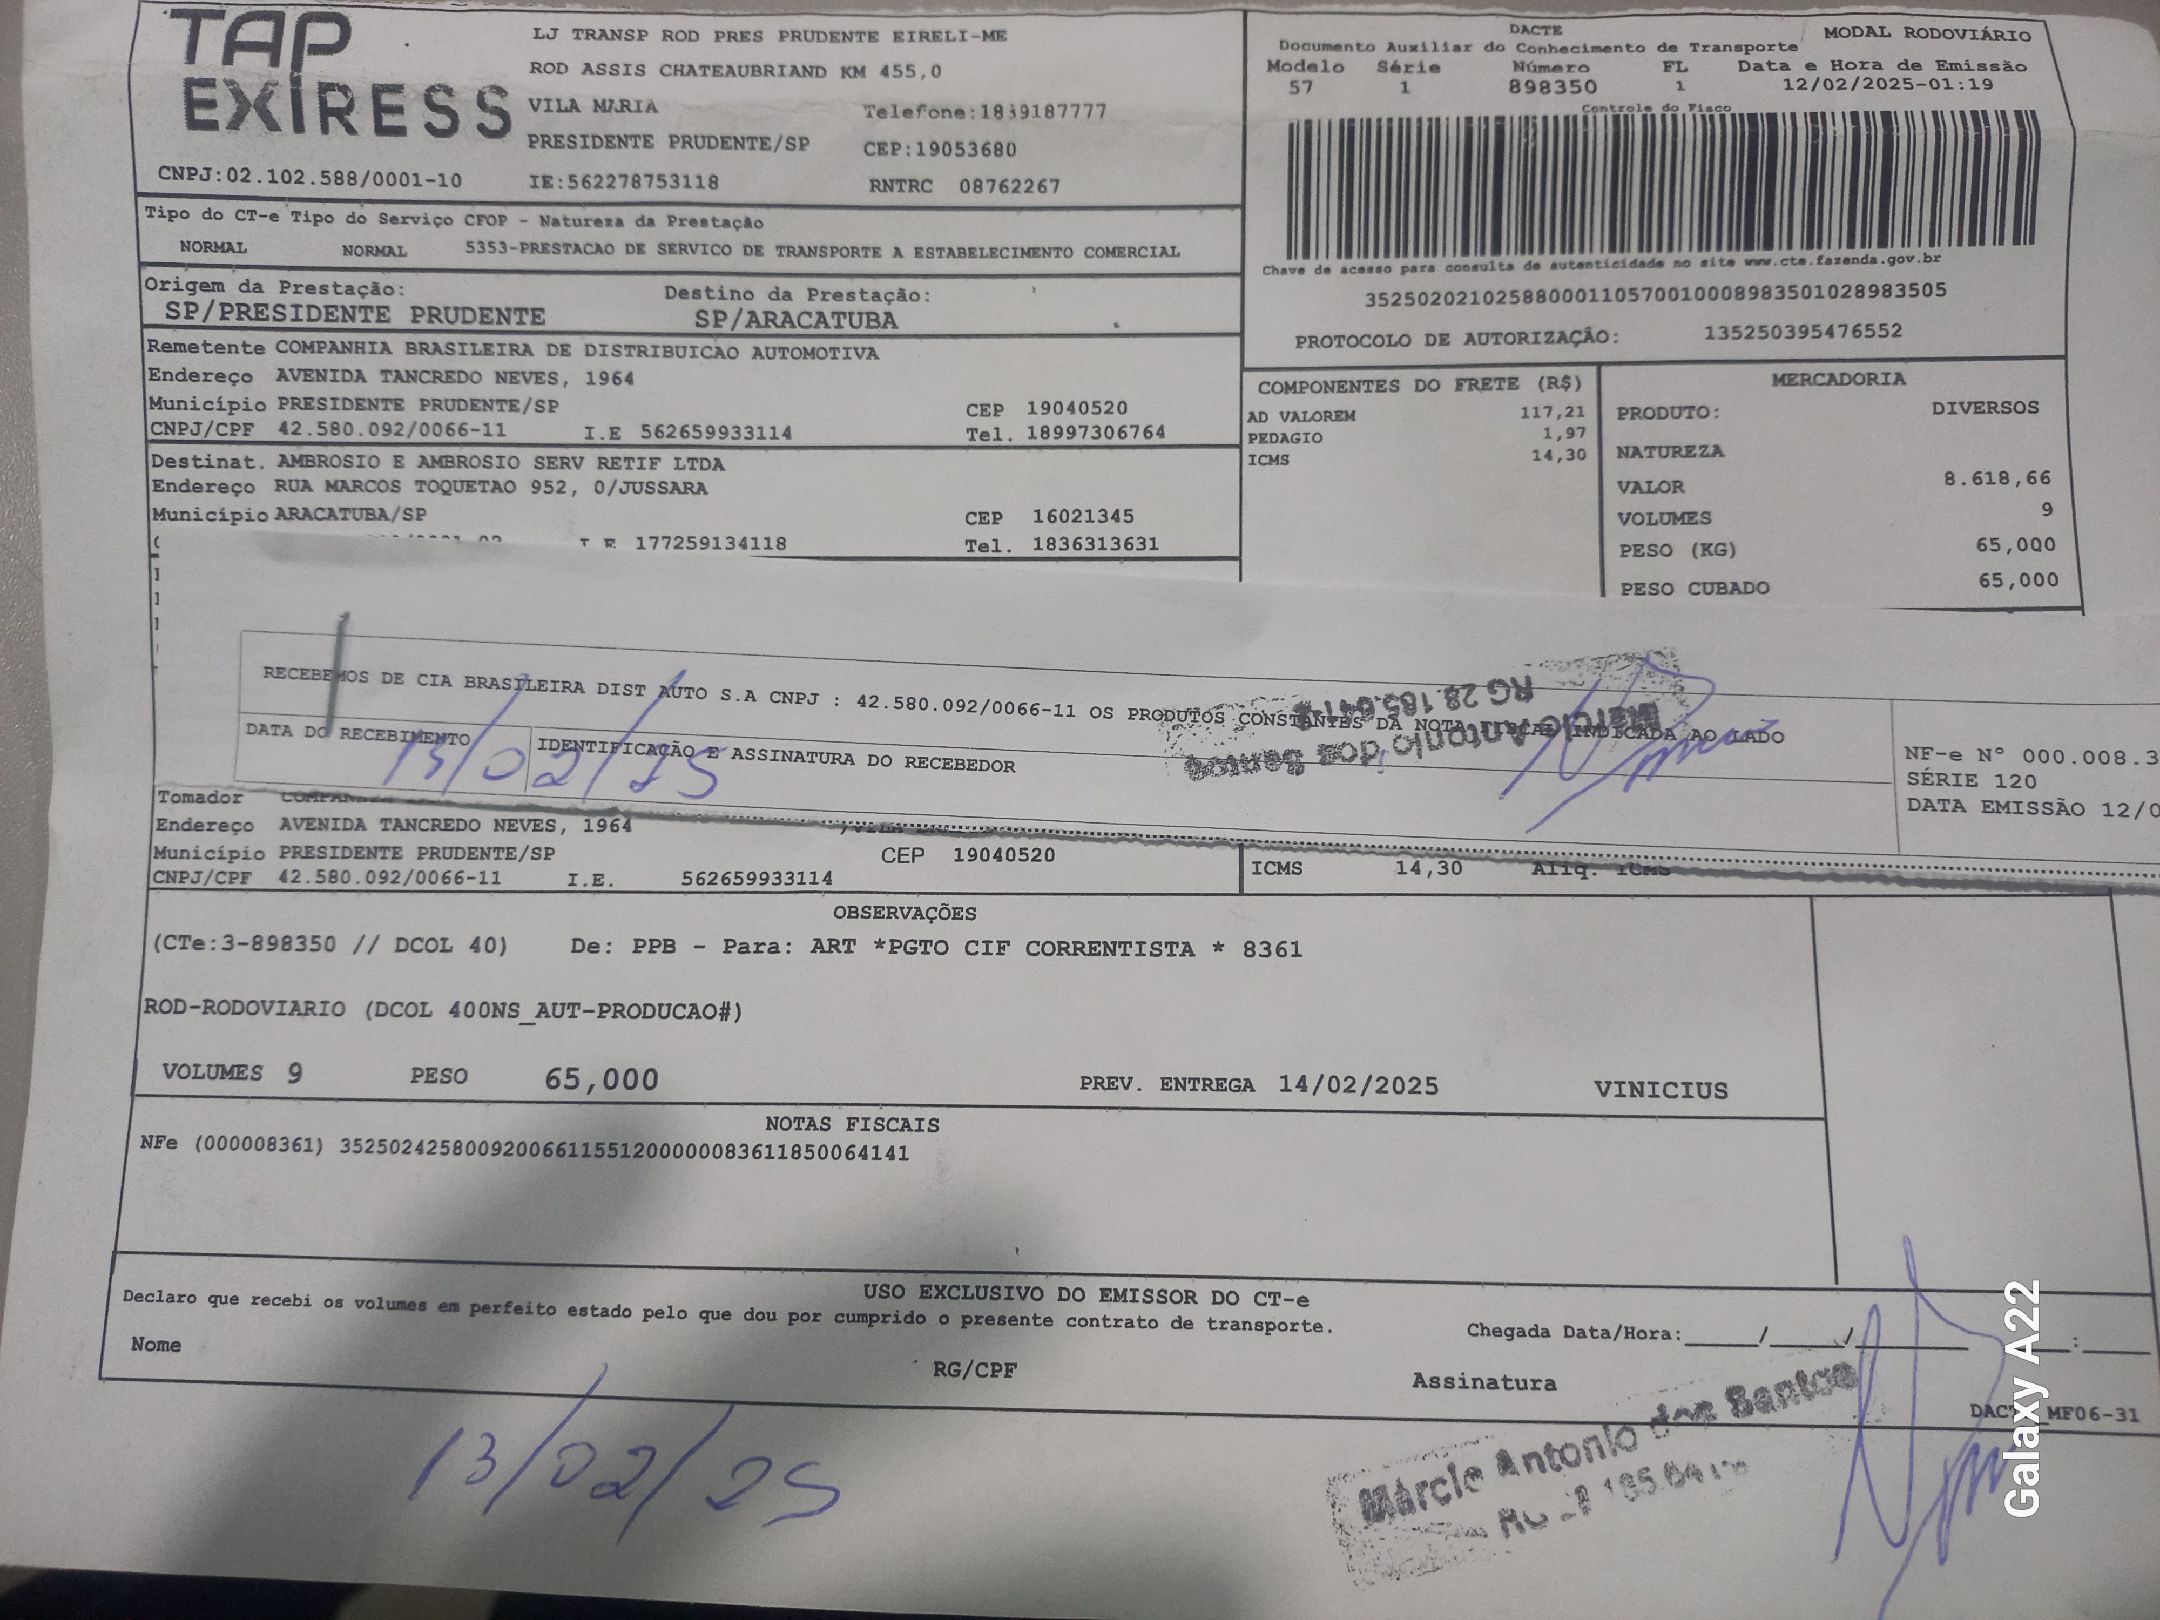 TAP
EXPRESS
LJ TRANSP ROD PRES PRUDENTE EIRELI-ME
ROD ASSIS CHATEAUBRIAND KM 455,0
VILA MARIA Telefone:1839187777
PRESIDENTE PRUDENTE/SP CEP:19053680
CNPJ:02.102.588/0001-10 IE:562278753118 RNTRC 08762267
DACTE MODAL RODOVIÁRIO
Documento Auxiliar do Conhecimento de Transporte
Modelo Série Número FL Data e Hora de Emissão
57 1 898350 1 12/02/2025-01:19
Controle do Fisco
Chave de acesso para consulta de autenticidade no site www.cte.fazenda.gov.br
35250202102588000110570010008983501028983505
PROTOCOLO DE AUTORIZAÇÃO: 135250395476552
Tipo do CT-e Tipo do Serviço CFOP - Natureza da Prestação
NORMAL NORMAL 5353-PRESTACAO DE SERVICO DE TRANSPORTE A ESTABELECIMENTO COMERCIAL
Origem da Prestação: Destino da Prestação:
SP/PRESIDENTE PRUDENTE SP/ARACATUBA
Remetente COMPANHIA BRASILEIRA DE DISTRIBUICAO AUTOMOTIVA
Endereço AVENIDA TANCREDO NEVES, 1964
Município PRESIDENTE PRUDENTE/SP CEP 19040520
CNPJ/CPF 42.580.092/0066-11 I.E 562659933114 Tel. 18997306764
Destinat. AMBROSIO E AMBROSIO SERV RETIF LTDA
Endereço RUA MARCOS TOQUETAO 952, 0/JUSSARA
Município ARACATUBA/SP CEP 16021345
I.E 177259134118 Tel. 1836313631
COMPONENTES DO FRETE (R$)
AD VALOREM 117,21
PEDAGIO 1,97
ICMS 14,30
MERCADORIA
PRODUTO: DIVERSOS
NATUREZA
VALOR 8.618,66
VOLUMES 9
PESO (KG) 65,000
PESO CUBADO 65,000
RECEBEMOS DE CIA BRASILEIRA DIST AUTO S.A CNPJ : 42.580.092/0066-11 OS PRODUTOS CONSTANTES DA NOTA FISCAL INDICADA AO LADO
DATA DO RECEBIMENTO IDENTIFICAÇÃO E ASSINATURA DO RECEBEDOR
13/02/25
Marcio Antonio dos Santos
NF-e N° 000.008.3
SÉRIE 120
DATA EMISSÃO 12/0
Tomador
Endereço AVENIDA TANCREDO NEVES, 1964
Município PRESIDENTE PRUDENTE/SP CEP 19040520
CNPJ/CPF 42.580.092/0066-11 I.E. 562659933114
ICMS 14,30 Aliq. ICMS
OBSERVAÇÕES
(CTe:3-898350 // DCOL 40) De: PPB - Para: ART *PGTO CIF CORRENTISTA * 8361
ROD-RODOVIARIO (DCOL 400NS_AUT-PRODUCAO#)
VOLUMES 9 PESO 65,000 PREV. ENTREGA 14/02/2025 VINICIUS
NOTAS FISCAIS
NFe (000008361) 35250242580092006611551200000083611850064141
USO EXCLUSIVO DO EMISSOR DO CT-e
Declaro que recebi os volumes em perfeito estado pelo que dou por cumprido o presente contrato de transporte.
Chegada Data/Hora:____/____/______ ____:____
Nome RG/CPF Assinatura
DACTE_MF06-31
13/02/25
Márcio Antonio dos Santos
Galaxy A22